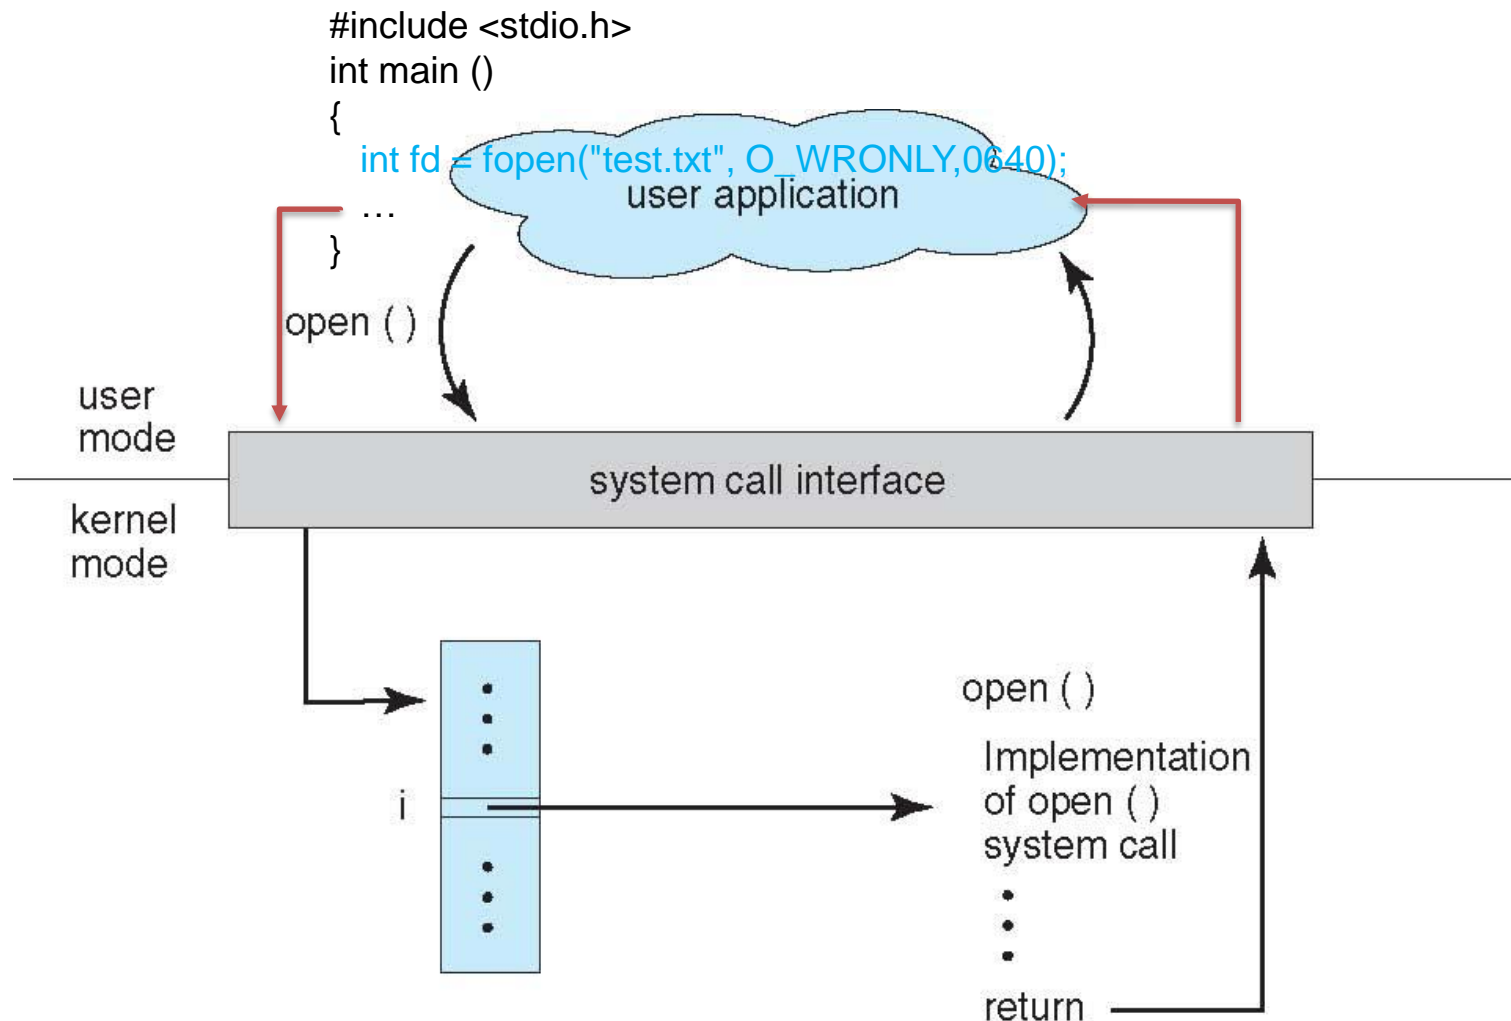 #include <stdio.h>
int main ()
{
int fd = fopen("test.txt", O_WRONLY,0640);
user application
…
}
open ( )
user
mode
system call interface
kernel
mode
open ( )
Implementation
of open ( )
system call
i
return